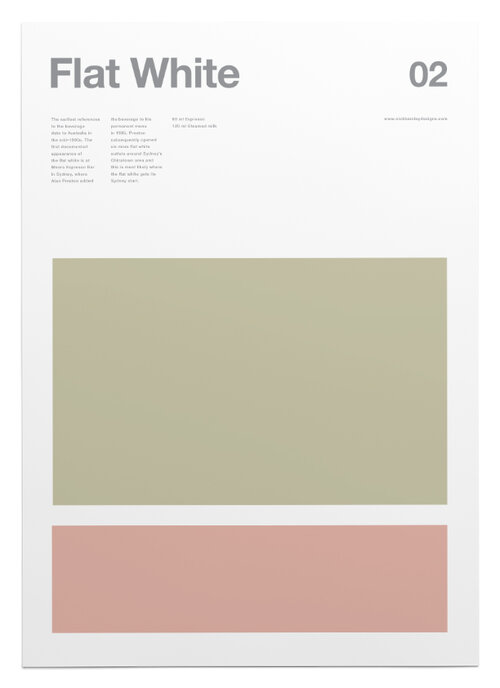 Flat White
02
The earliest references
to the beverage
date to Australia in
the mid-1980s. The
first documented
appearance of
the flat white is at
Moors Espresso Bar
in Sydney, where
Alan Preston added
the beverage to his
permanent menu
in 1985. Preston
subsequently opened
six more flat white
outlets around Sydney's
Chinatown area and
this is most likely where
the flat white gets its
Sydney start.
60 ml Espresso
120 ml Steamed milk
www.nickbarclaydesigns.com